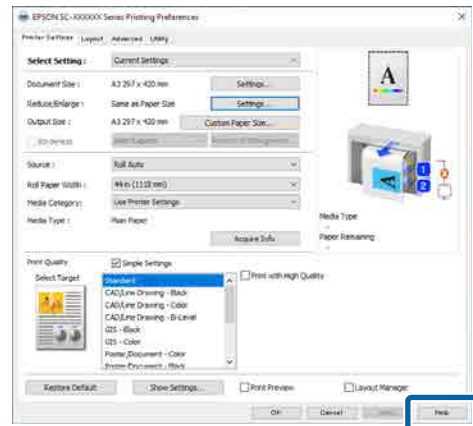 EPSON SC-XXXXXX Series Printing Preferences
Printer Settings Layout Advanced Utility
Select Setting : Current Settings
Document Size : A3 297 x 420 mm Settings...
Reduce/Enlarge : Same as Paper Size Settings...
Output Size : A3 297 x 420 mm Custom Paper Size...
Borderless
Source : Roll Auto
Roll Paper Width : 44 in (1118 mm)
Media Category: Use Printer Settings
Media Type : Plain Paper
Acquire Info
A
1
2
Media Type
-
Paper Remaining
-
Print Quality Simple Settings
Select Target
Standard
CAD/Line Drawing - Black
CAD/Line Drawing - Color
CAD/Line Drawing - Bi-Level
GIS - Black
GIS - Color
Poster/Document - Color
Poster/Document - Black
Print with High Quality
Restore Default Show Settings... Print Preview Layout Manager
OK Cancel Help